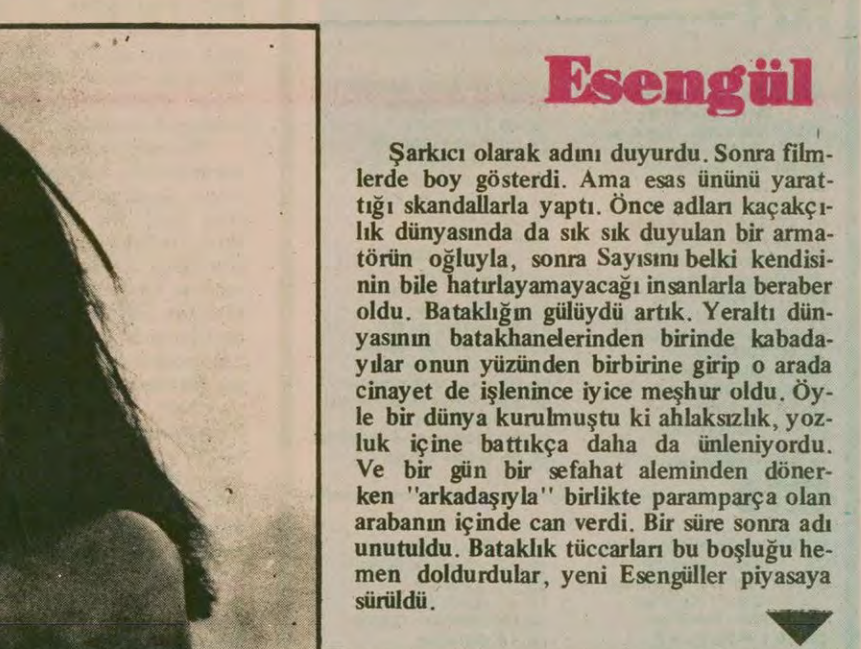 Esengül
Şarkıcı olarak adını duyurdu. Sonra film-
lerde boy gösterdi. Ama esas ününü yarat-
tığı skandallarla yaptı. Önce adları kaçakçı-
lık dünyasında da sık sık duyulan bir arma-
törün oğluyla, sonra Sayısını belki kendisi-
nin bile hatırlayamayacağı insanlarla beraber
oldu. Bataklığın gülüydü artık. Yeraltı dün-
yasının batakhanelerinden birinde kabada-
yılar onun yüzünden birbirine girip o arada
cinayet de işlenince iyice meşhur oldu. Öy-
le bir dünya kurulmuştu ki ahlaksızlık, yoz-
luk içine battıkça daha da ünleniyordu.
Ve bir gün bir sefahat aleminden döner-
ken "arkadaşıyla" birlikte paramparça olan
arabanın içinde can verdi. Bir süre sonra adı
unutuldu. Bataklık tüccarları bu boşluğu he-
men doldurdular, yeni Esengüller piyasaya
sürüldü.